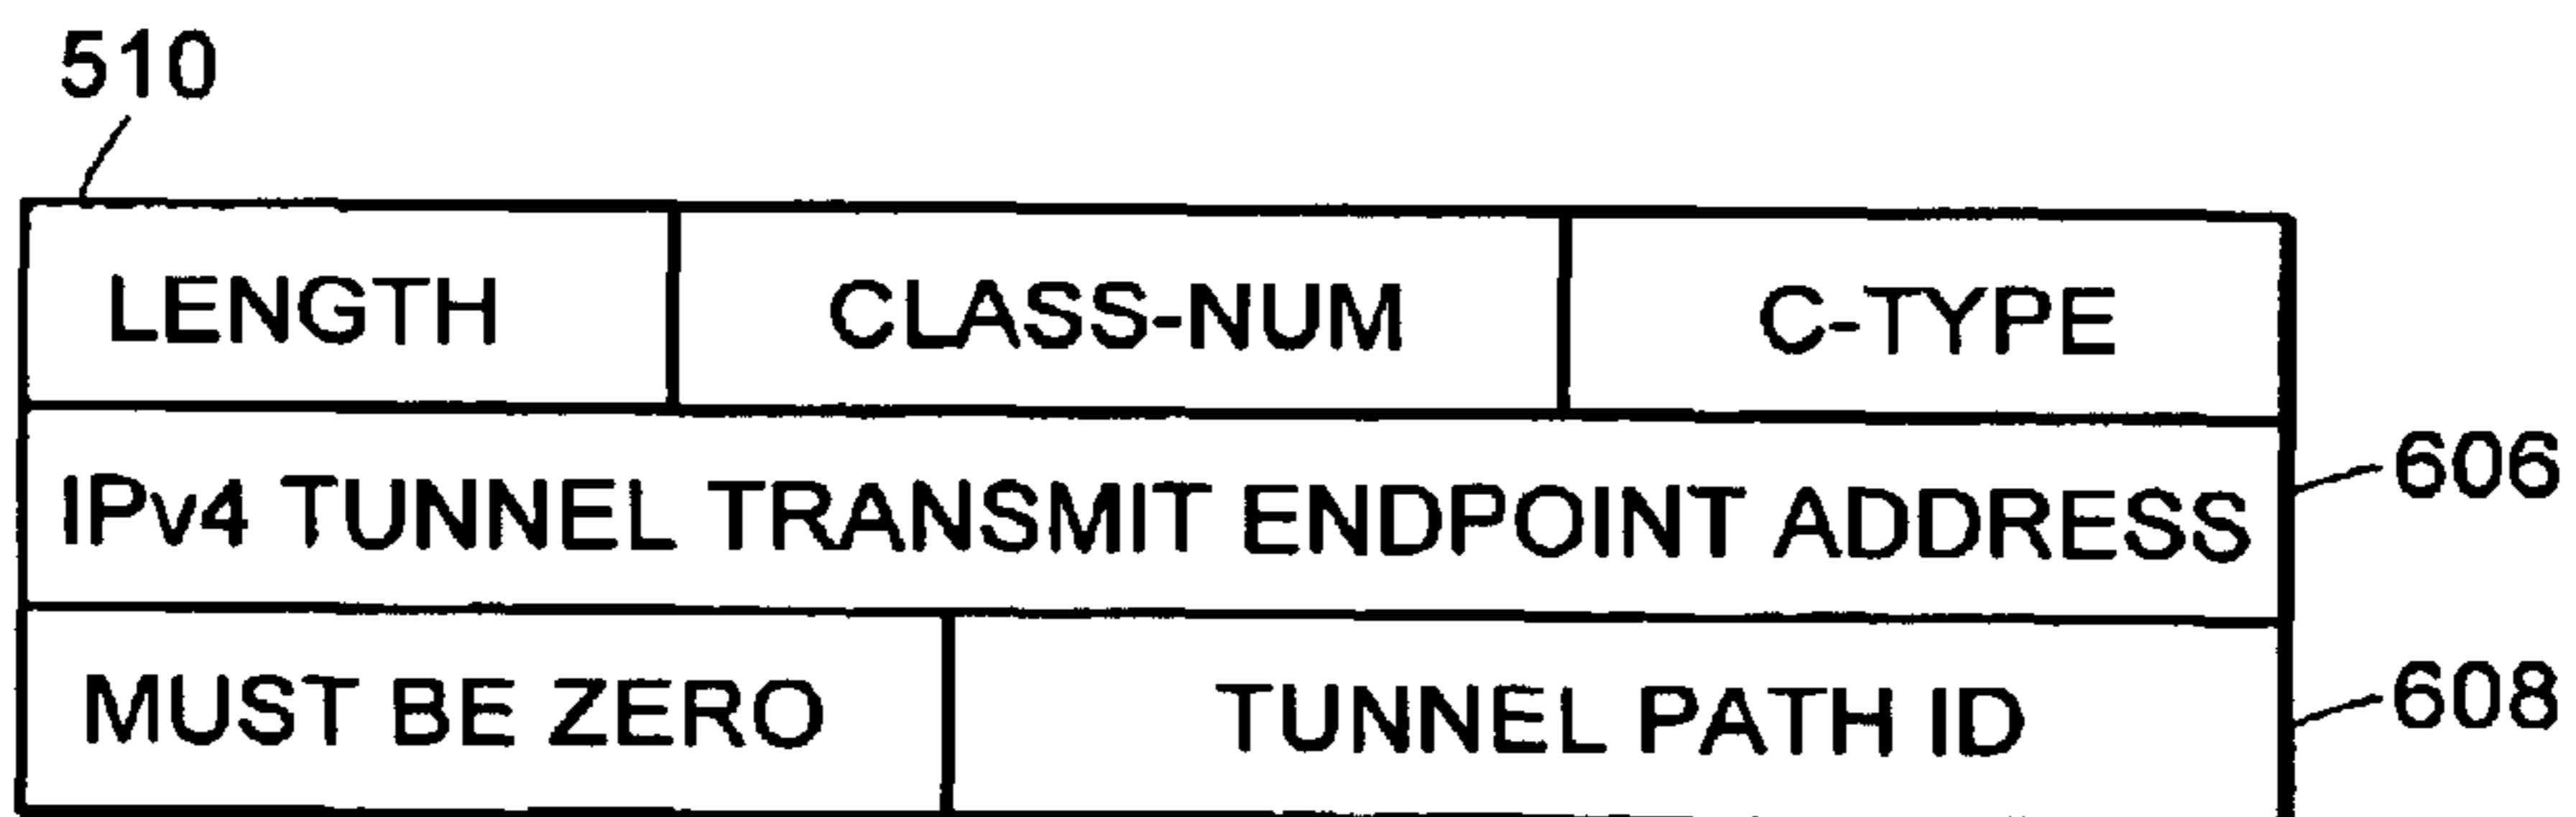 510
LENGTH CLASS-NUM C-TYPE
IPv4 TUNNEL TRANSMIT ENDPOINT ADDRESS 606
MUST BE ZERO TUNNEL PATH ID 608